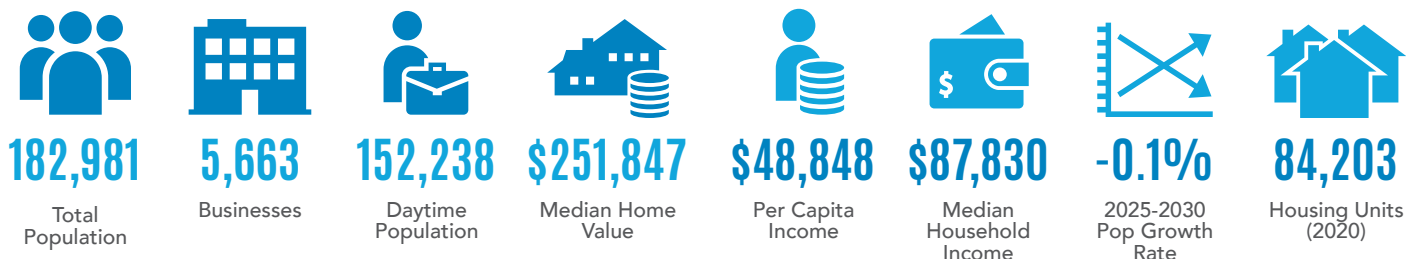 182,981
Total
Population
5,663
Businesses
152,238
Daytime
Population
$251,847
Median Home
Value
$48,848
Per Capita
Income
$
$87,830
Median
Household
Income
-0.1%
2025-2030
Pop Growth
Rate
84,203
Housing Units
(2020)